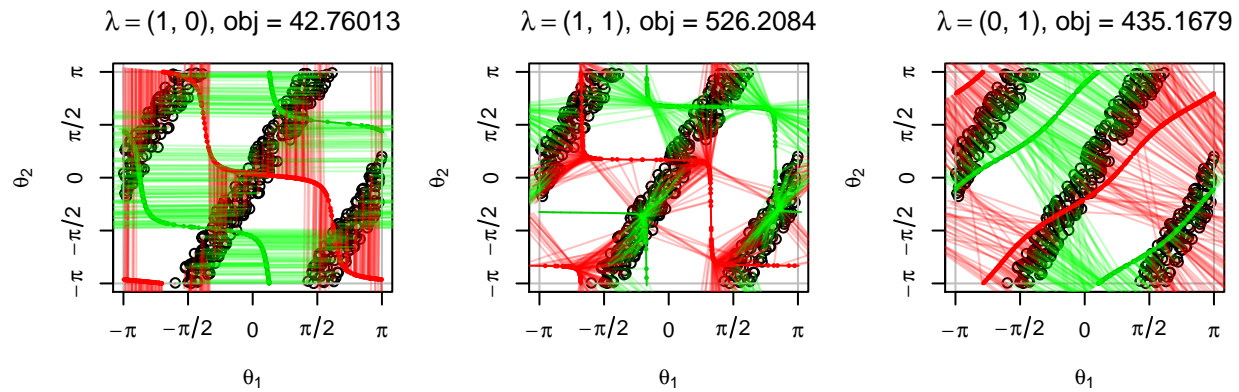 λ = (1, 0), obj = 42.76013
θ₂
π
π/2
0
−π/2
−π
−π
−π/2
0
π/2
π
θ₁
λ = (1, 1), obj = 526.2084
θ₂
π
π/2
0
−π/2
−π
−π
−π/2
0
π/2
π
θ₁
λ = (0, 1), obj = 435.1679
θ₂
π
π/2
0
−π/2
−π
−π
−π/2
0
π/2
π
θ₁